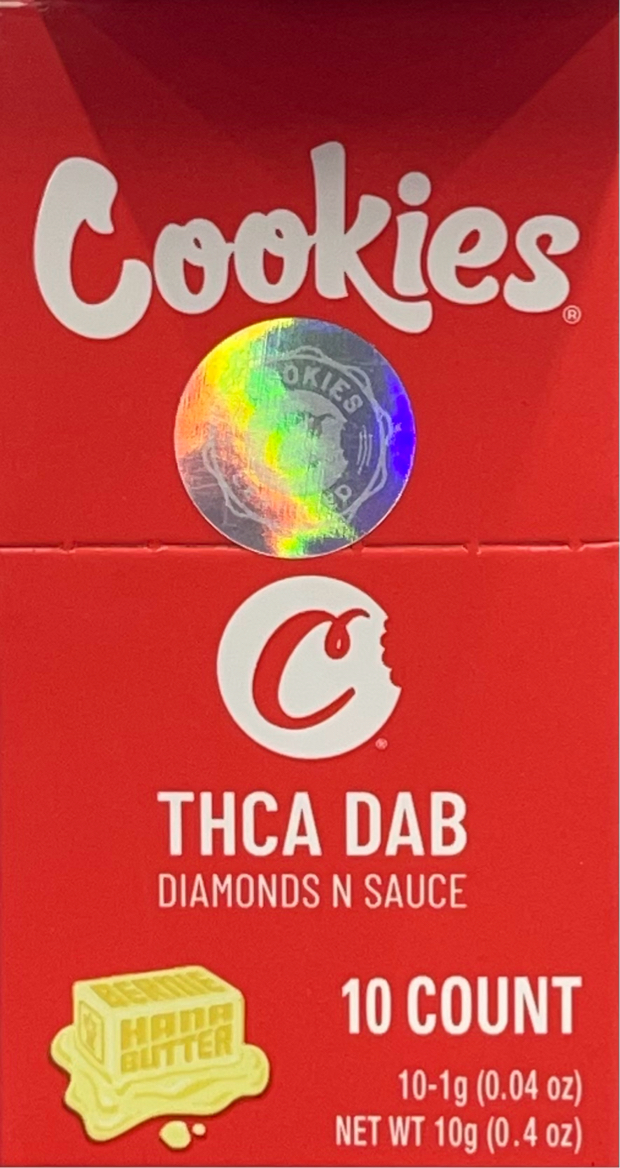 Cookies®
OKIES
C®
THCA DAB
DIAMONDS N SAUCE
BERNIE
HANA
BUTTER
10 COUNT
10-1g (0.04 oz)
NET WT 10g (0.4 oz)